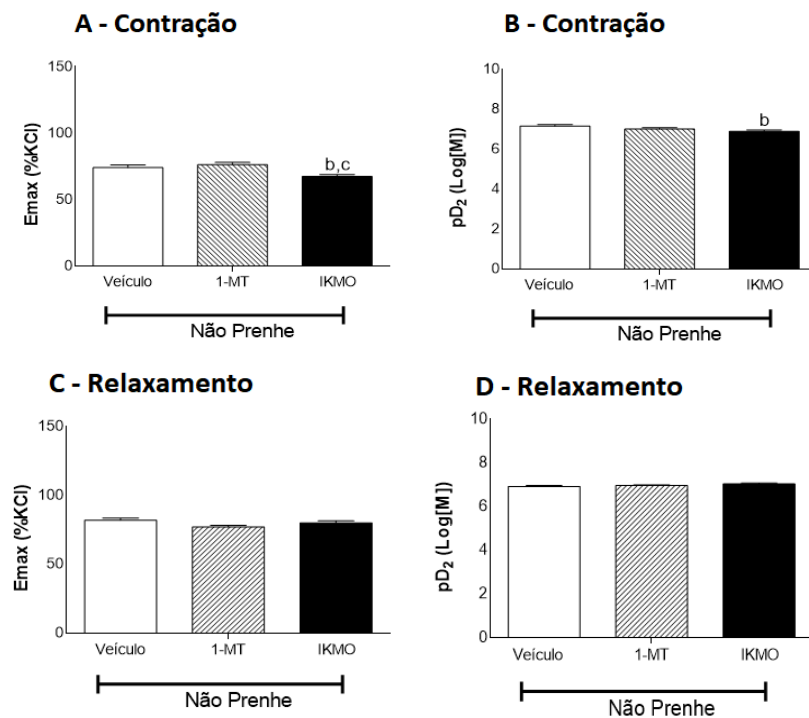 A - Contração
150
100
50
0
Emax (%KCl)
b,c
Veículo 1-MT IKMO
Não Prenhe
B - Contração
10
8
6
4
2
0
pD₂ (Log[M])
b
Veículo 1-MT IKMO
Não Prenhe
C - Relaxamento
150
100
50
0
Emax (%KCl)
Veículo 1-MT IKMO
Não Prenhe
D - Relaxamento
10
8
6
4
2
0
pD₂ (Log[M])
Veículo 1-MT IKMO
Não Prenhe